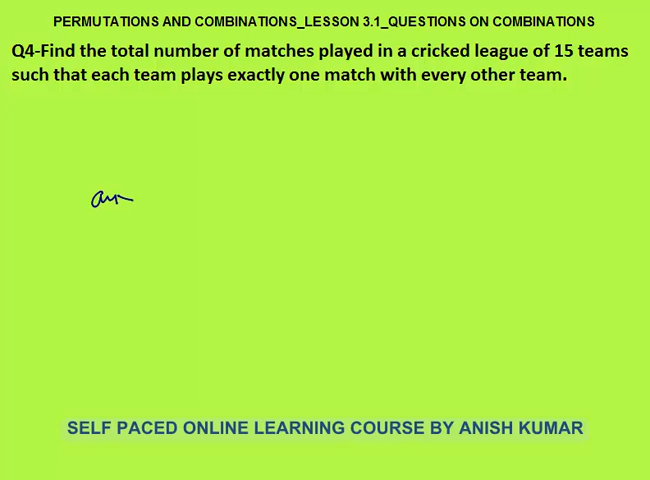 PERMUTATIONS AND COMBINATIONS_LESSON 3.1_QUESTIONS ON COMBINATIONS
Q4-Find the total number of matches played in a cricked league of 15 teams
such that each team plays exactly one match with every other team.
SELF PACED ONLINE LEARNING COURSE BY ANISH KUMAR